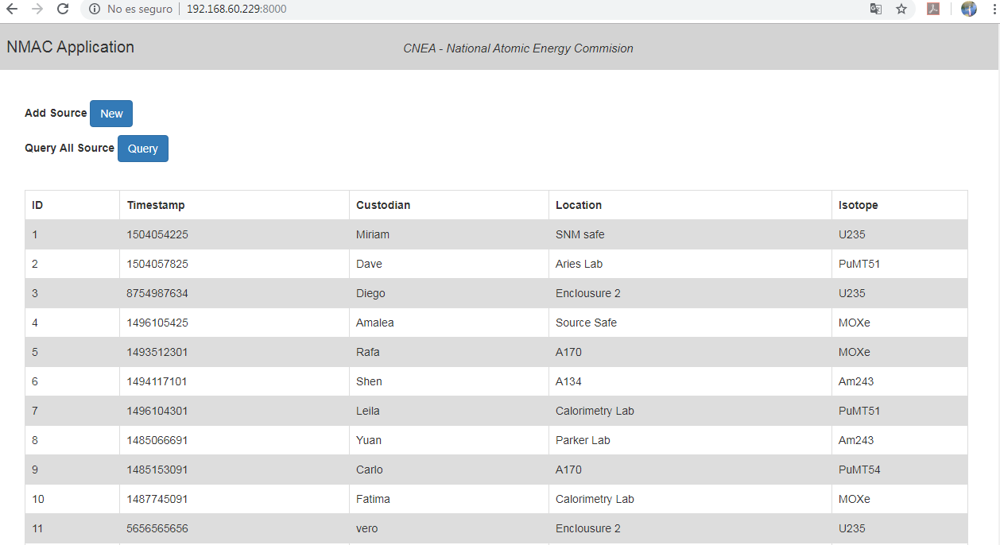 No es seguro 192.168.60.229:8000
NMAC Application CNEA - National Atomic Energy Commision
Add Source New
Query All Source Query
ID Timestamp Custodian Location Isotope
1 1504054225 Miriam SNM safe U235
2 1504057825 Dave Aries Lab PuMT51
3 8754987634 Diego Enclousure 2 U235
4 1496105425 Amalea Source Safe MOXe
5 1493512301 Rafa A170 MOXe
6 1494117101 Shen A134 Am243
7 1496104301 Leila Calorimetry Lab PuMT51
8 1485066691 Yuan Parker Lab Am243
9 1485153091 Carlo A170 PuMT54
10 1487745091 Fatima Calorimetry Lab MOXe
11 5656565656 vero Enclousure 2 U235